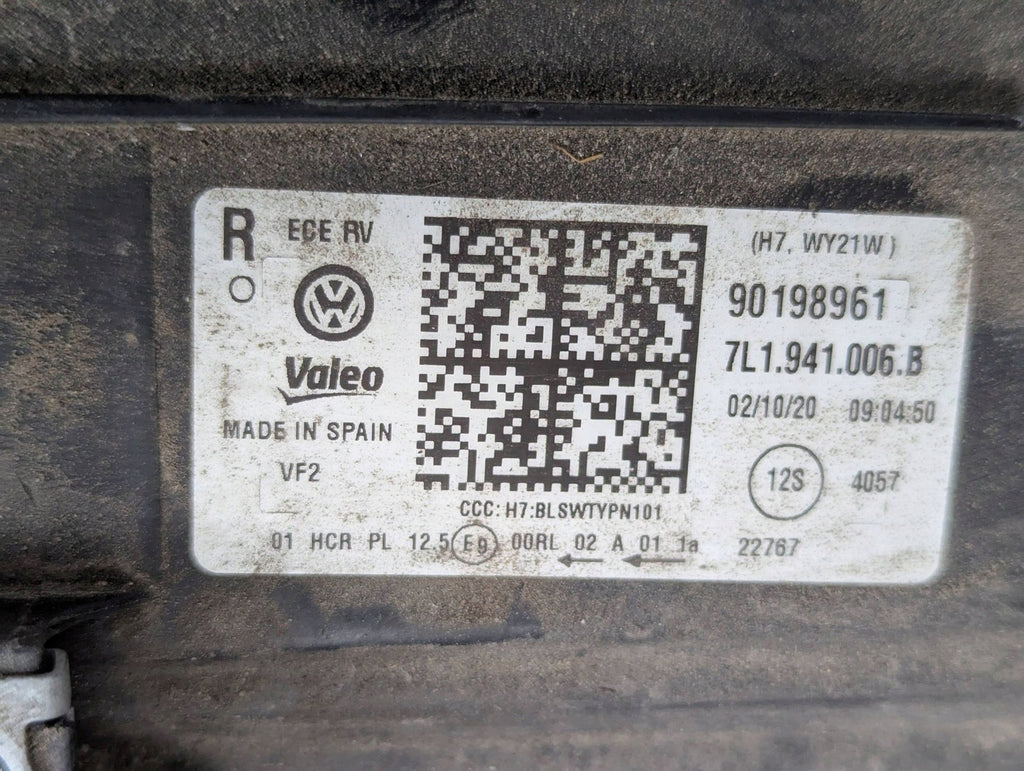 R ECE RV
VW
Valeo
MADE IN SPAIN
VF2
(H7, WY21W)
90198961
7L1.941.006.B
02/10/20 09:04:50
12S 4057
CCC: H7:BLSWTYPN101
01 HCR PL 12.5 E9 00RL 02 A 01 1a 22767